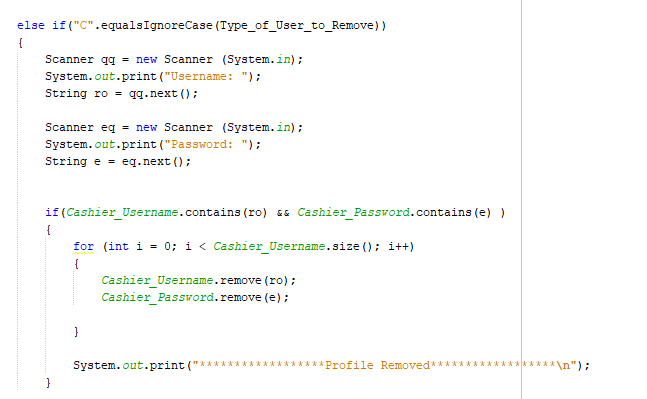 else if("C".equalsIgnoreCase(Type_of_User_to_Remove))
{
Scanner qq = new Scanner (System.in);
System.out.print("Username: ");
String ro = qq.next();
Scanner eq = new Scanner (System.in);
System.out.print("Password: ");
String e = eq.next();
if(Cashier_Username.contains(ro) && Cashier_Password.contains(e) )
{
for (int i = 0; i < Cashier_Username.size(); i++)
{
Cashier_Username.remove(ro);
Cashier_Password.remove(e);
}
System.out.print("******************Profile Removed******************\n");
}